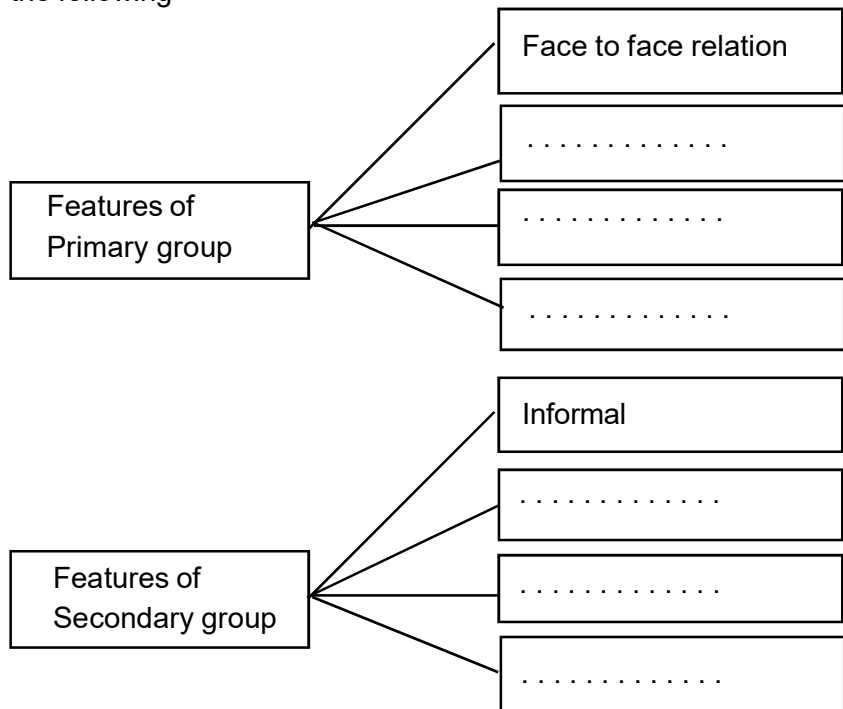 the following
Face to face relation
. . . . . . . . . . . . .
Features of
Primary group
. . . . . . . . . . . . .
. . . . . . . . . . . . .
Informal
. . . . . . . . . . . . .
Features of
Secondary group
. . . . . . . . . . . . .
. . . . . . . . . . . . .